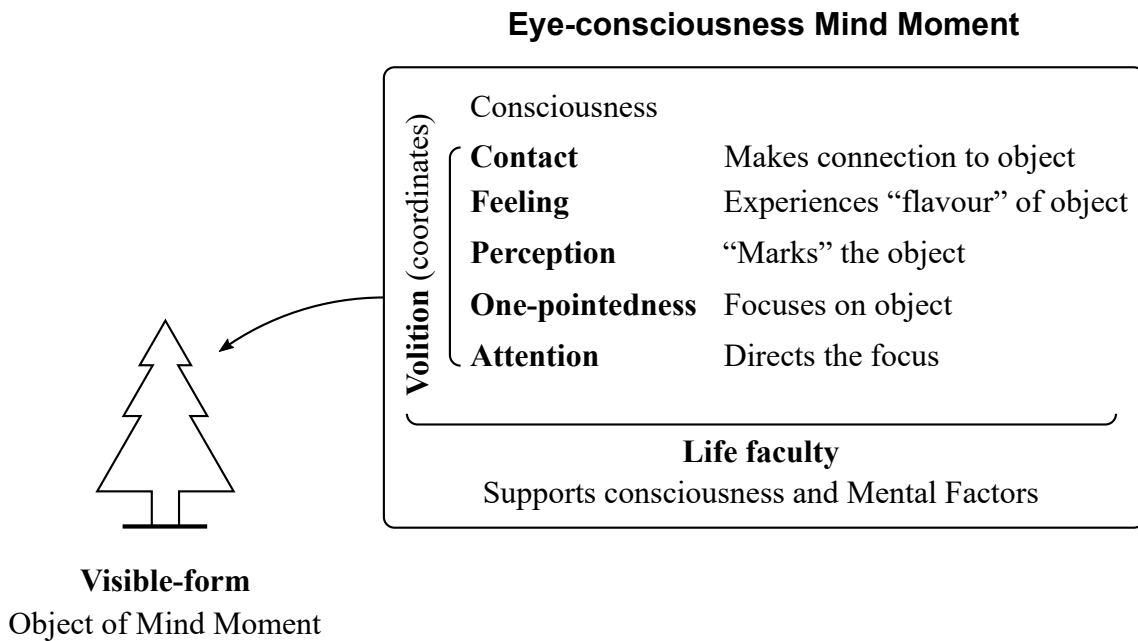 Eye-consciousness Mind Moment
Volition (coordinates)
Consciousness
Contact Makes connection to object
Feeling Experiences “flavour” of object
Perception “Marks” the object
One-pointedness Focuses on object
Attention Directs the focus
Life faculty
Supports consciousness and Mental Factors
Visible-form
Object of Mind Moment